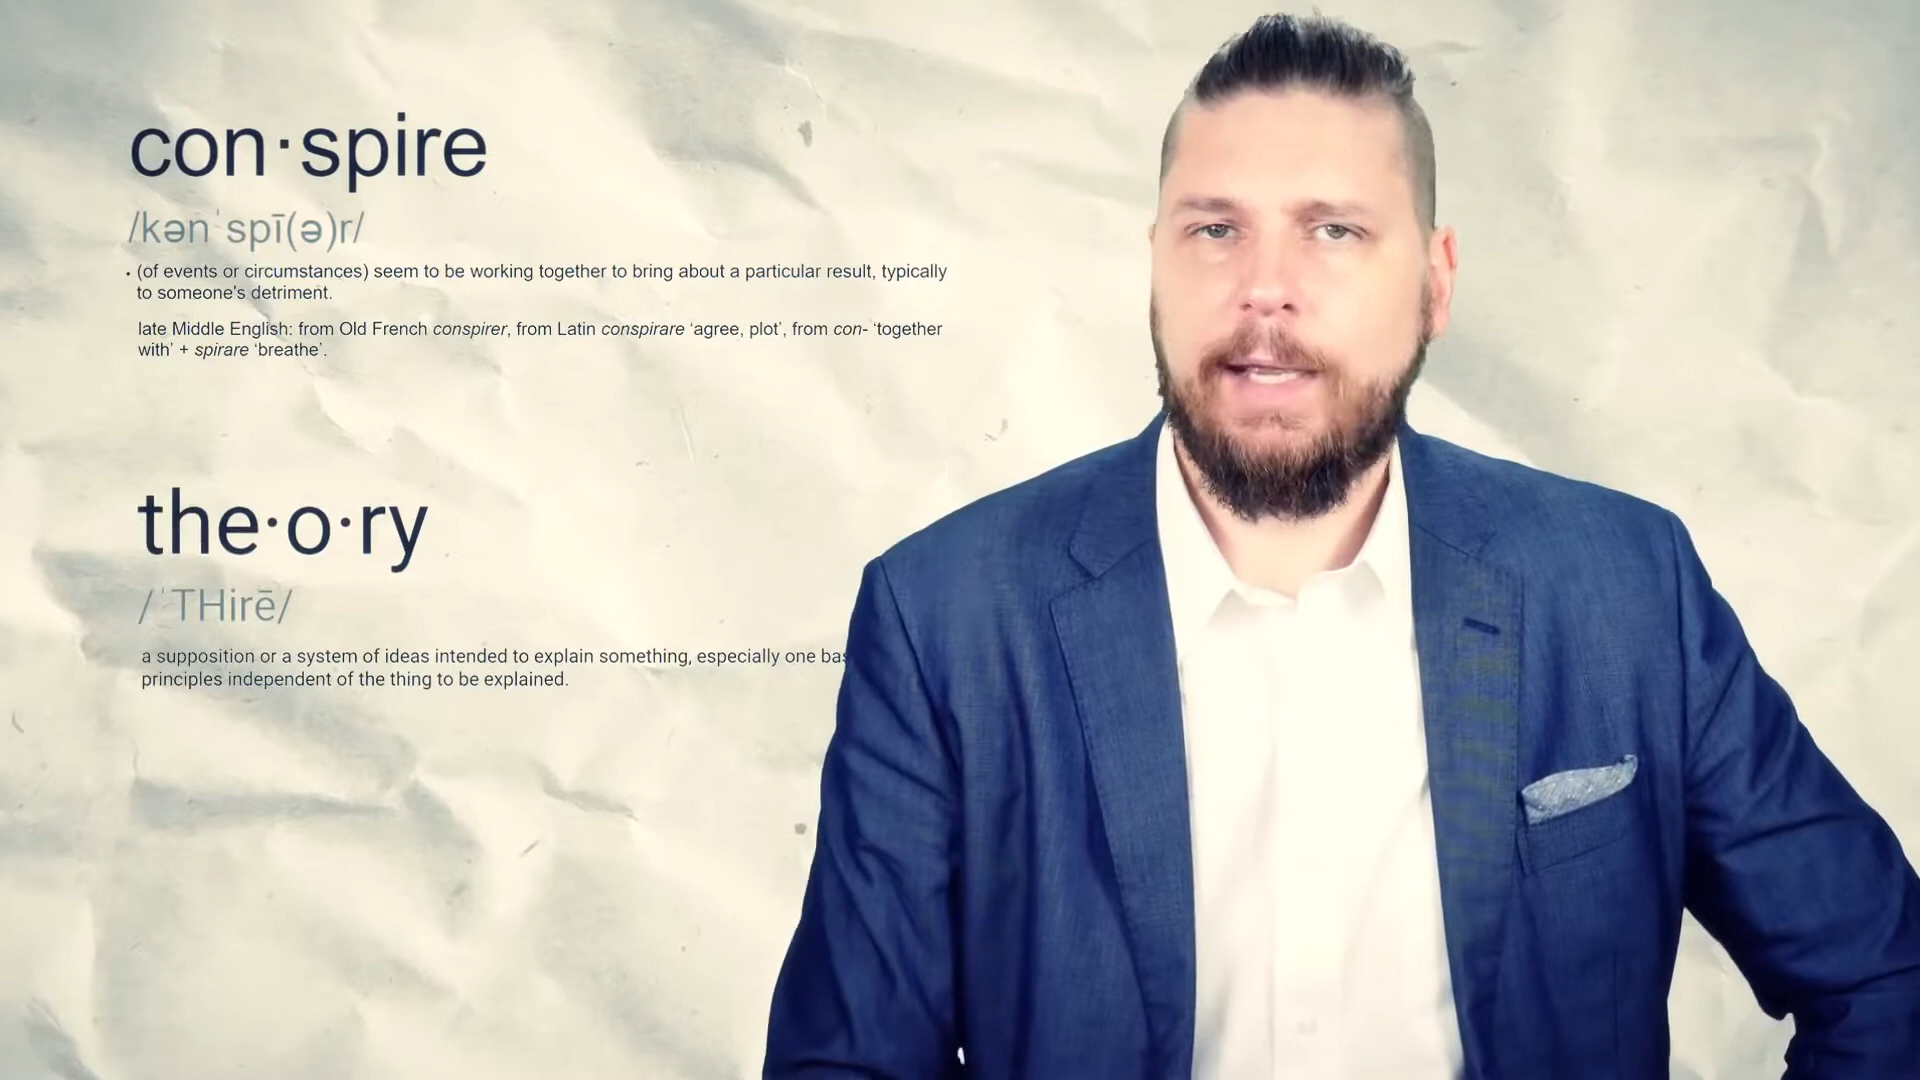 con·spire
/kənˈspī(ə)r/
• (of events or circumstances) seem to be working together to bring about a particular result, typically
to someone's detriment.
late Middle English: from Old French conspirer, from Latin conspirare ‘agree, plot’, from con- ‘together
with’ + spirare ‘breathe’.
the·o·ry
/ˈTHirē/
a supposition or a system of ideas intended to explain something, especially one
principles independent of the thing to be explained.